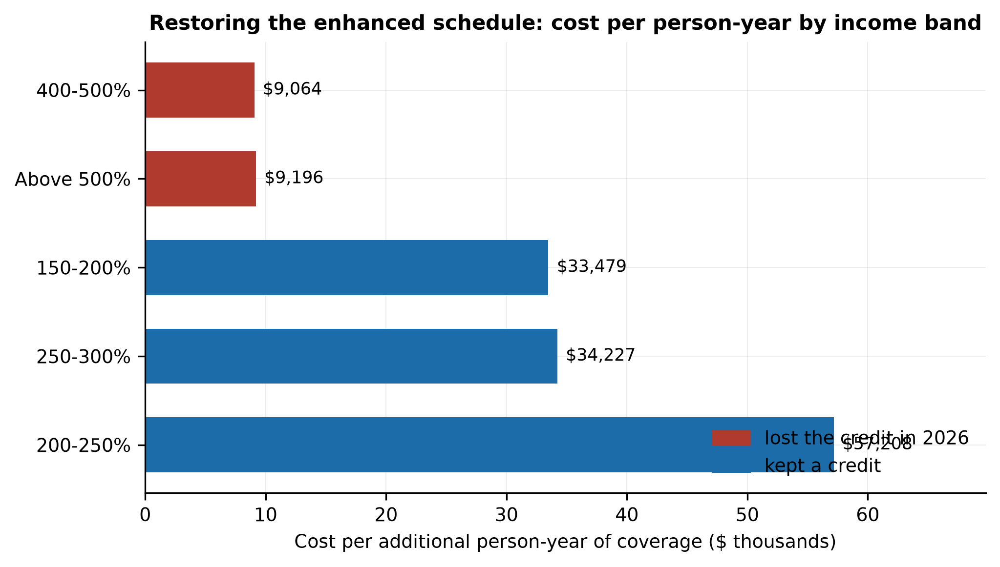 Restoring the enhanced schedule: cost per person-year by income band
400-500%
$9,064
Above 500%
$9,196
150-200%
$33,479
250-300%
$34,227
200-250%
$57,208
lost the credit in 2026
kept a credit
0 10 20 30 40 50 60
Cost per additional person-year of coverage ($ thousands)